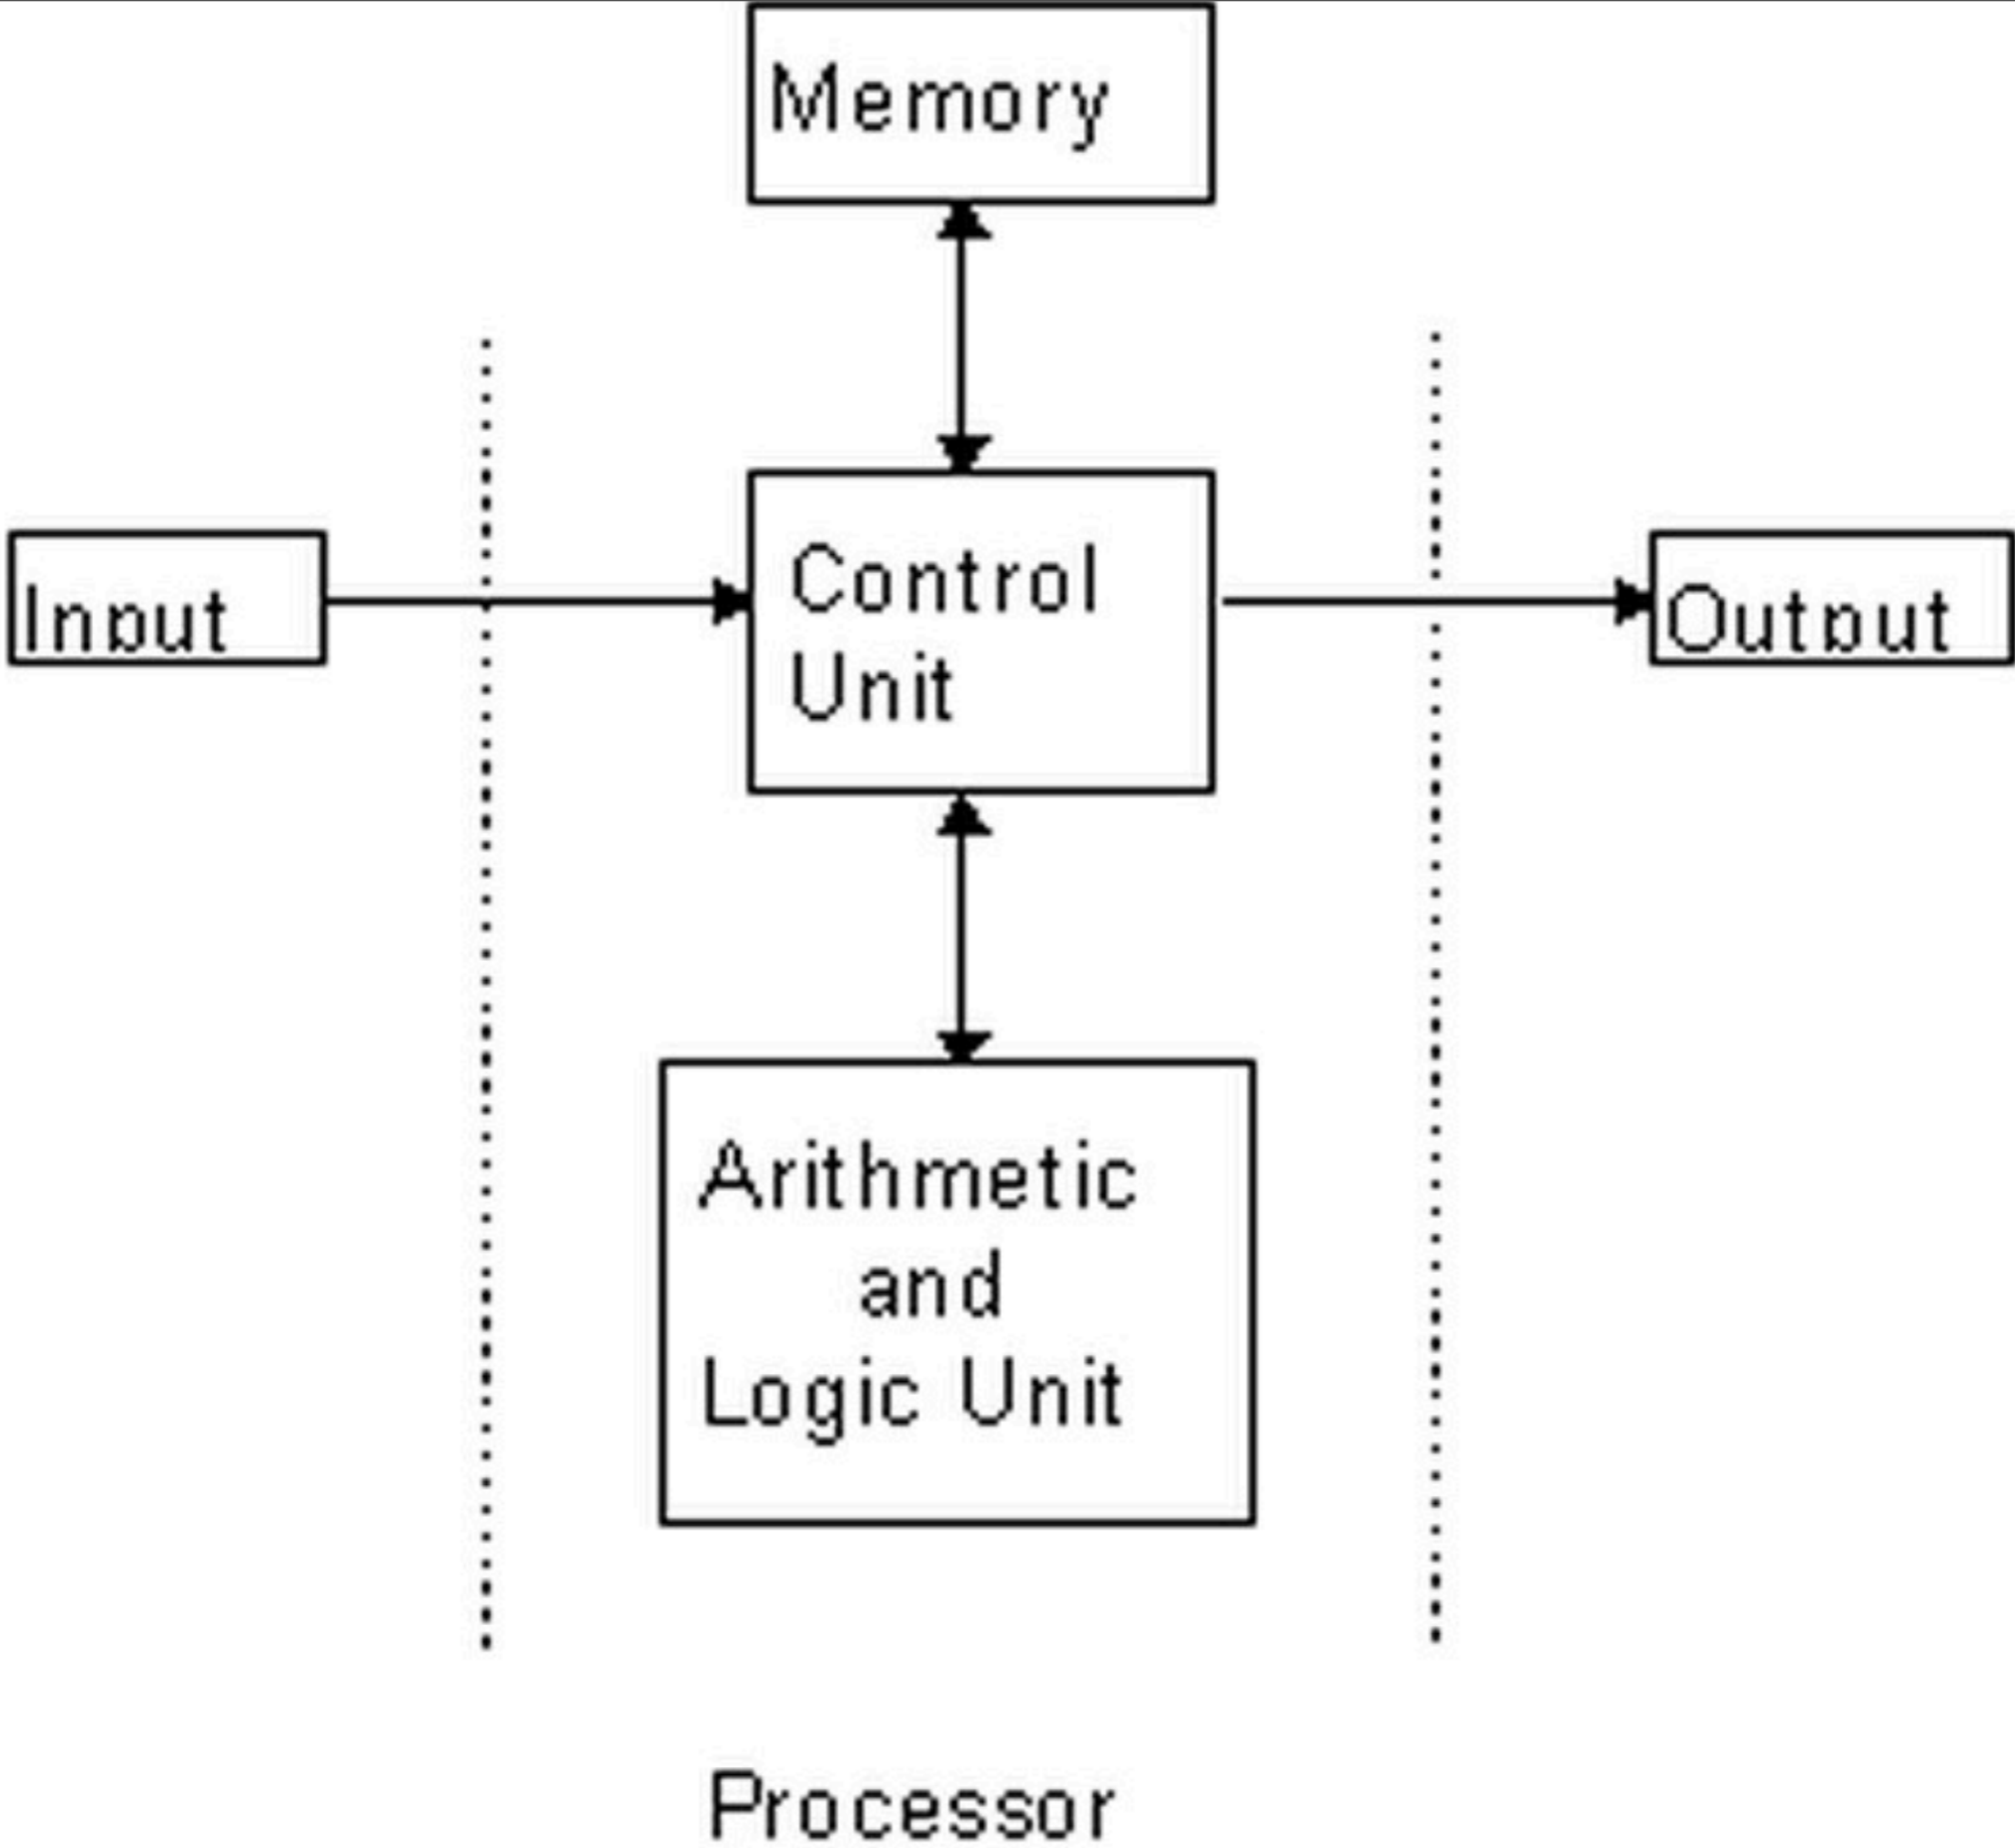 Memory
Input
Control
Unit
Output
Arithmetic
and
Logic Unit
Processor